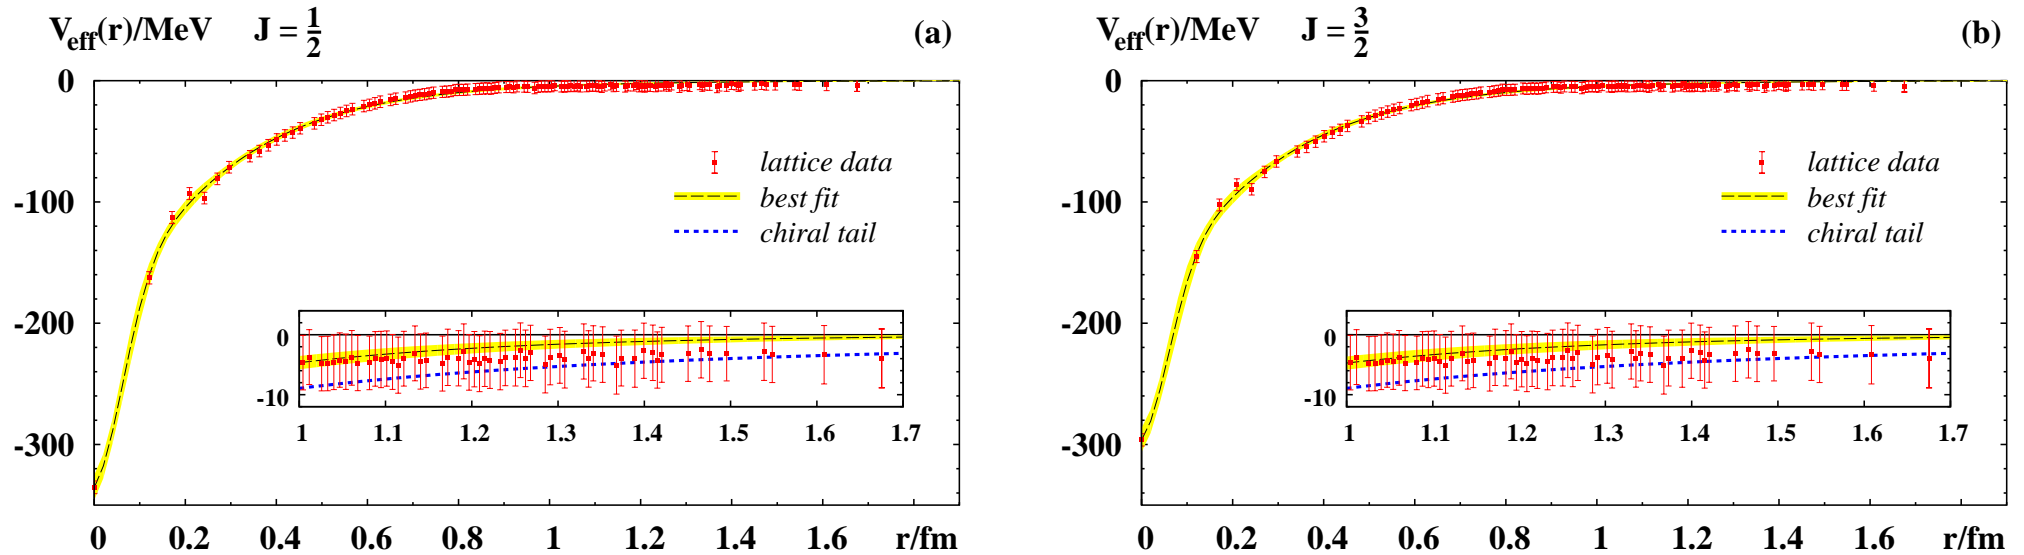 V_eff(r)/MeV J = 1/2 (a)
0
-100
-200
-300
lattice data
best fit
chiral tail
0
-10
1 1.1 1.2 1.3 1.4 1.5 1.6 1.7
0 0.2 0.4 0.6 0.8 1 1.2 1.4 1.6 r/fm
V_eff(r)/MeV J = 3/2 (b)
0
-100
-200
-300
lattice data
best fit
chiral tail
0
-10
1 1.1 1.2 1.3 1.4 1.5 1.6 1.7
0 0.2 0.4 0.6 0.8 1 1.2 1.4 1.6 r/fm